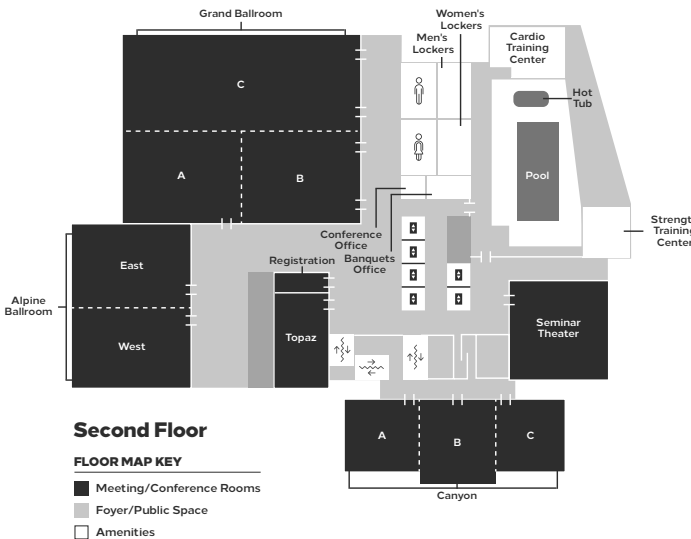 Grand Ballroom
Women's
Lockers
Men's
Lockers
Cardio
Training
Center
C
Hot
Tub
A
B
Pool
Conference
Office
Banquets
Office
Strengt
Training
Center
East
Registration
Alpine
Ballroom
West
Topaz
Seminar
Theater
Second Floor
FLOOR MAP KEY
Meeting/Conference Rooms
Foyer/Public Space
Amenities
A
B
C
Canyon